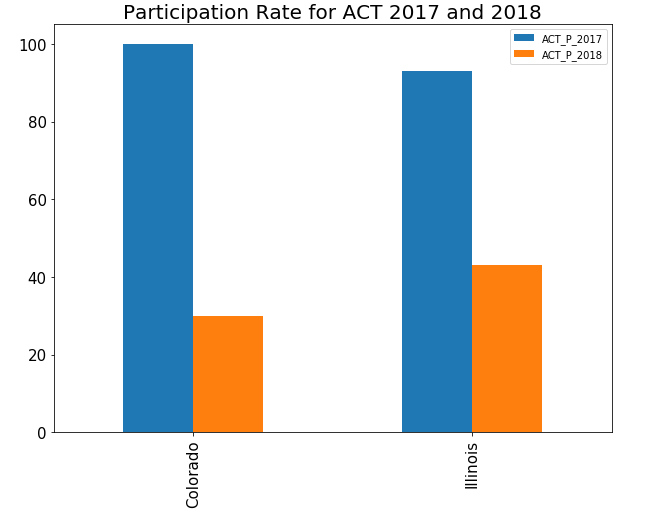 Participation Rate for ACT 2017 and 2018
ACT_P_2017
ACT_P_2018
100
80
60
40
20
0
Colorado
Illinois